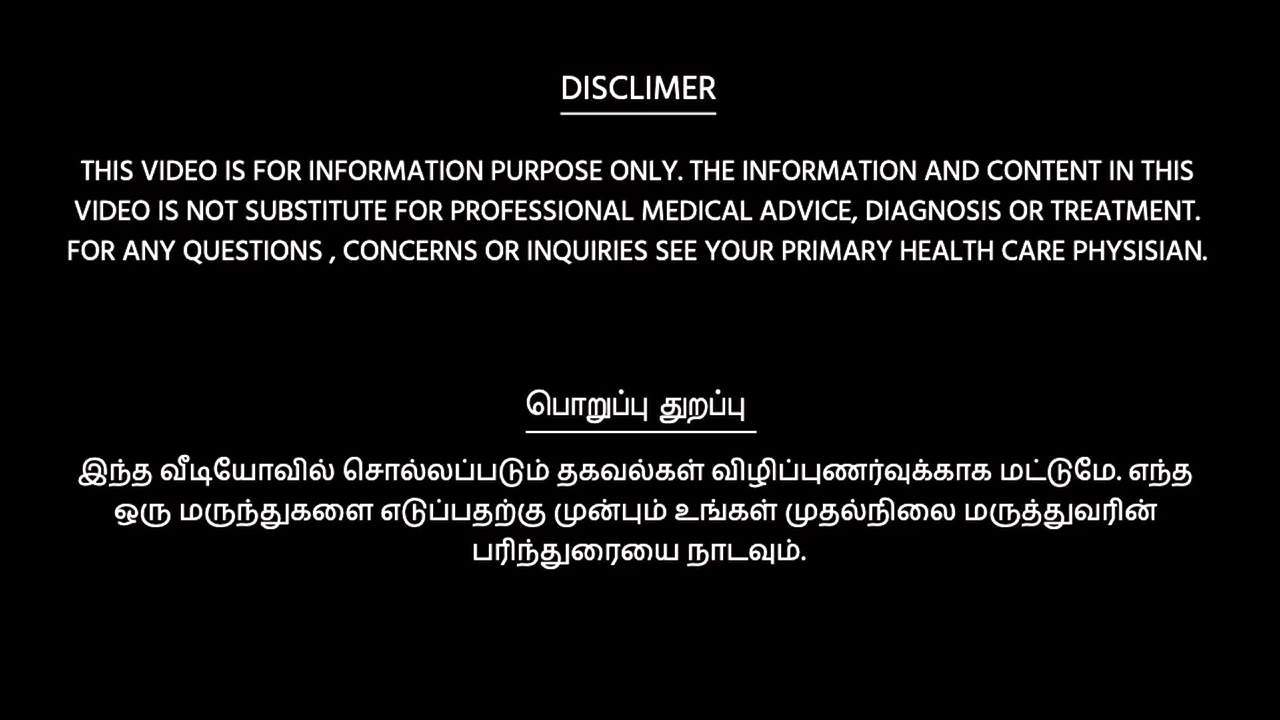 DISCLIMER
THIS VIDEO IS FOR INFORMATION PURPOSE ONLY. THE INFORMATION AND CONTENT IN THIS
VIDEO IS NOT SUBSTITUTE FOR PROFESSIONAL MEDICAL ADVICE, DIAGNOSIS OR TREATMENT.
FOR ANY QUESTIONS , CONCERNS OR INQUIRIES SEE YOUR PRIMARY HEALTH CARE PHYSISIAN.
பொறுப்பு துறப்பு
இந்த வீடியோவில் சொல்லப்படும் தகவல்கள் விழிப்புணர்வுக்காக மட்டுமே. எந்த
ஒரு மருந்துகளை எடுப்பதற்கு முன்பும் உங்கள் முதல்நிலை மருத்துவரின்
பரிந்துரையை நாடவும்.